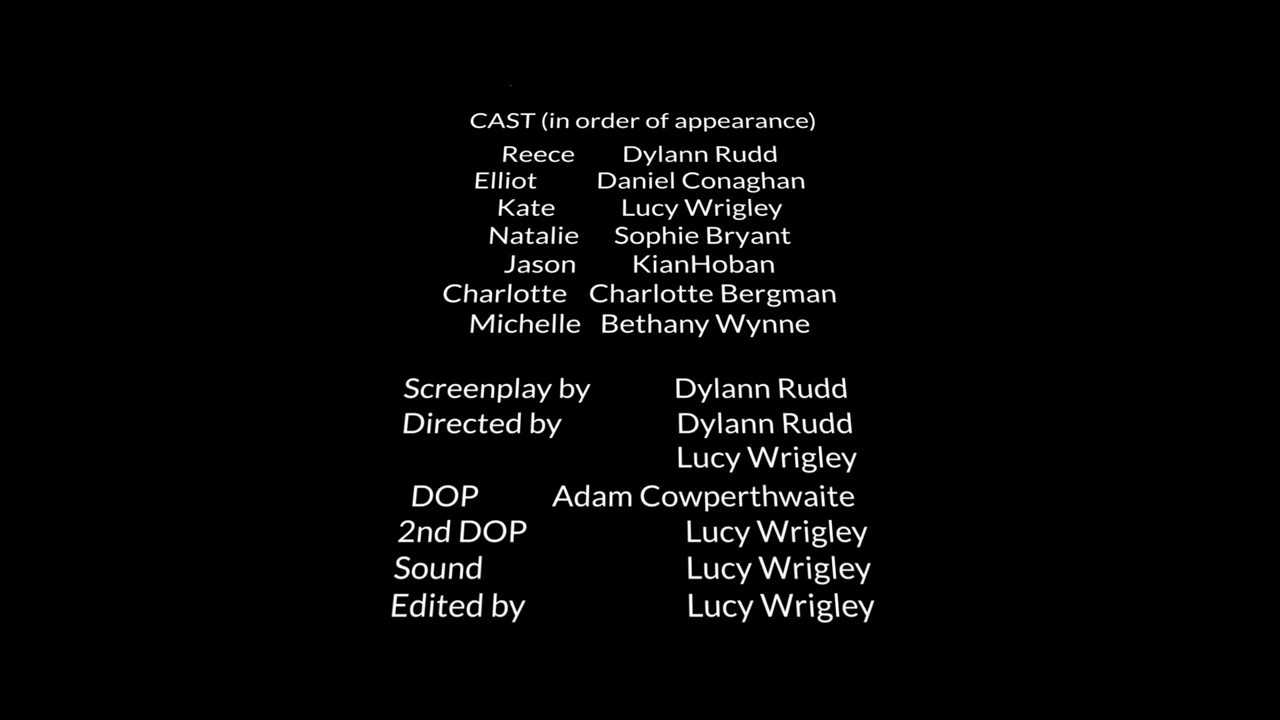 CAST (in order of appearance)
Reece Dylann Rudd
Elliot Daniel Conaghan
Kate Lucy Wrigley
Natalie Sophie Bryant
Jason KianHoban
Charlotte Charlotte Bergman
Michelle Bethany Wynne
Screenplay by Dylann Rudd
Directed by Dylann Rudd
Lucy Wrigley
DOP Adam Cowperthwaite
2nd DOP Lucy Wrigley
Sound Lucy Wrigley
Edited by Lucy Wrigley